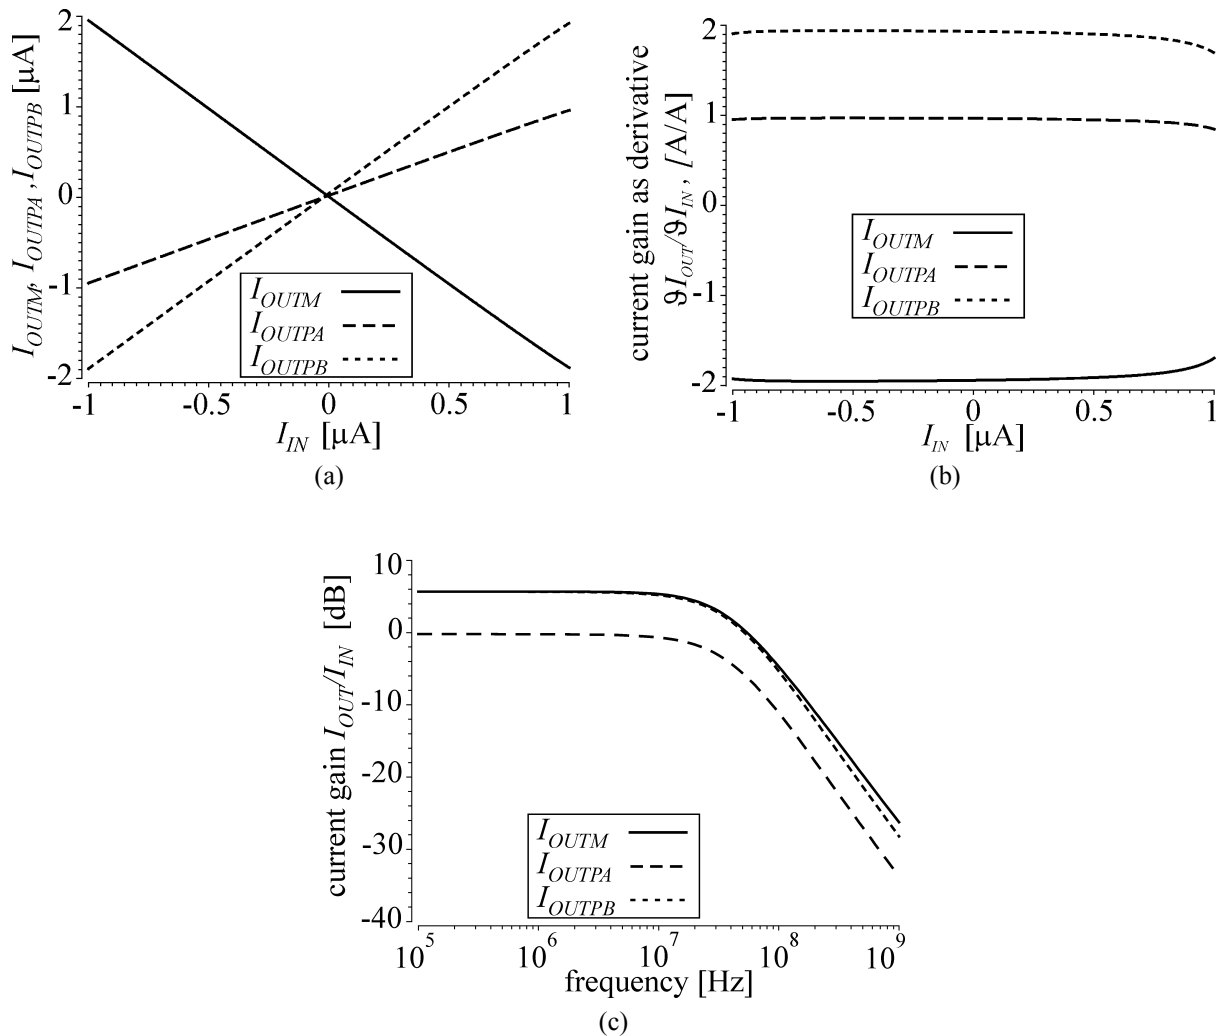 I_OUTM, I_OUTPA, I_OUTPB [μA]
2
1
0
-1
-2
-1 -0.5 0 0.5 1
I_IN [μA]
I_OUTM
I_OUTPA
I_OUTPB
(a)
current gain as derivative
ϑI_OUT/ϑI_IN, [A/A]
2
1
0
-1
-2
-1 -0.5 0 0.5 1
I_IN [μA]
I_OUTM
I_OUTPA
I_OUTPB
(b)
current gain I_OUT/I_IN [dB]
10
0
-10
-20
-30
-40
10^5 10^6 10^7 10^8 10^9
frequency [Hz]
I_OUTM
I_OUTPA
I_OUTPB
(c)